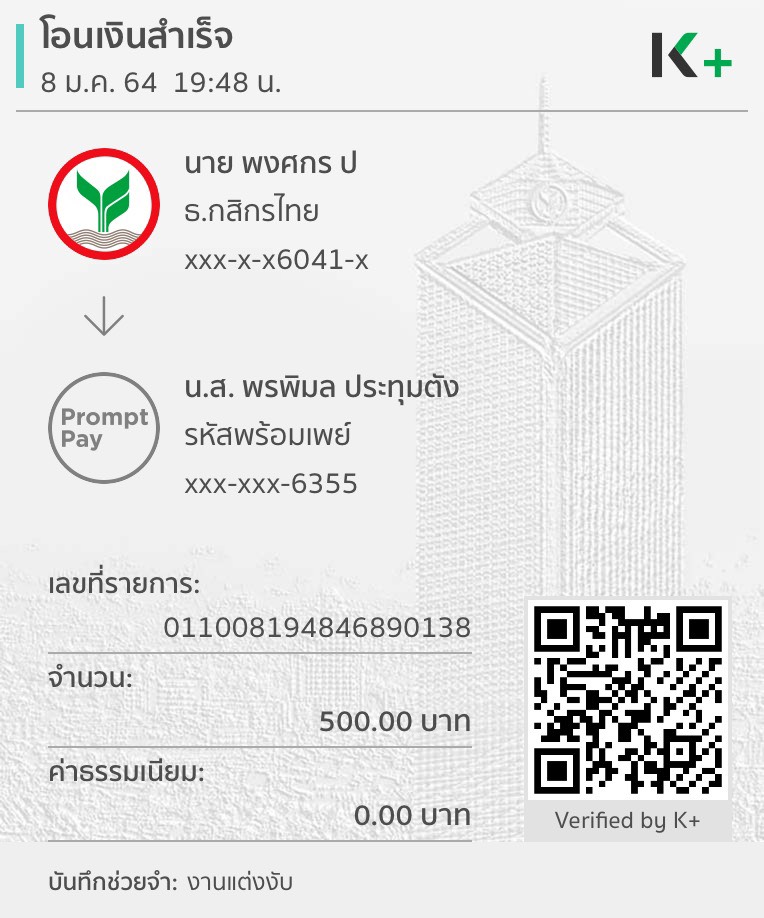 โอนเงินสำเร็จ
8 ม.ค. 64 19:48 น.
K+
นาย พงศกร ป
ธ.กสิกรไทย
xxx-x-x6041-x
Prompt
Pay
น.ส. พรพิมล ประทุมตัง
รหัสพร้อมเพย์
xxx-xxx-6355
เลขที่รายการ:
011008194846890138
จำนวน:
500.00 บาท
ค่าธรรมเนียม:
0.00 บาท
Verified by K+
บันทึกช่วยจำ: งานแต่งงับ